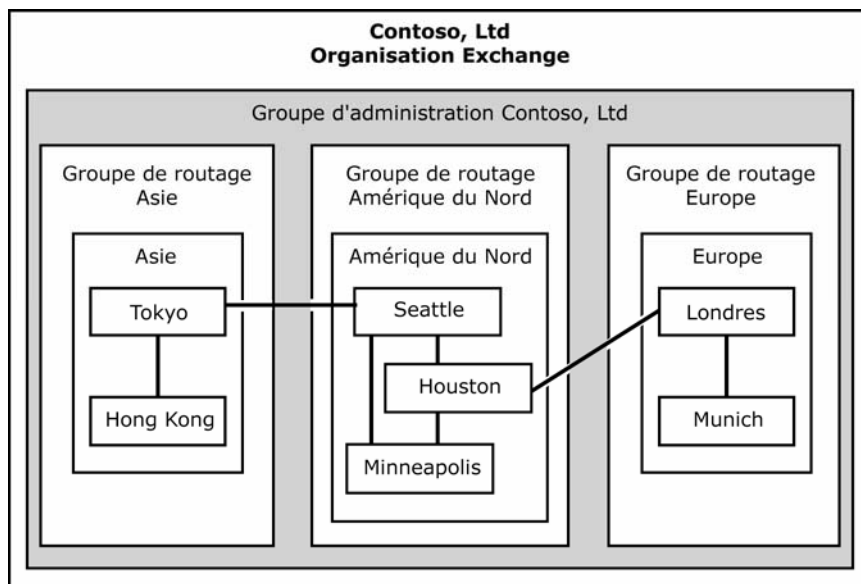 Contoso, Ltd
Organisation Exchange
Groupe d'administration Contoso, Ltd
Groupe de routage
Asie
Asie
Tokyo
Hong Kong
Groupe de routage
Amérique du Nord
Amérique du Nord
Seattle
Houston
Minneapolis
Groupe de routage
Europe
Europe
Londres
Munich